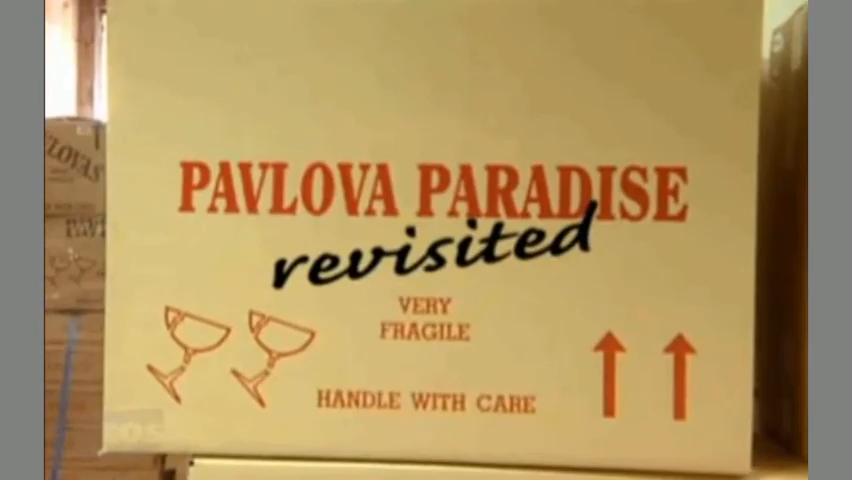 PAVLOVA PARADISE
revisited
VERY
FRAGILE
HANDLE WITH CARE